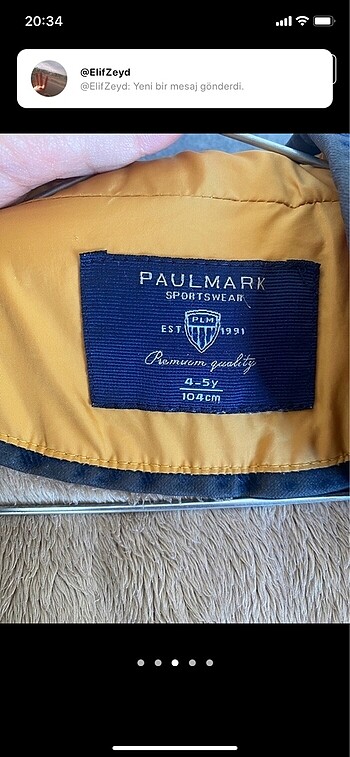 20:34
@ElifZeyd
@ElifZeyd: Yeni bir mesaj gönderdi.
PAULMARK
SPORTSWEAR
PLM
EST. 1991
Premium quality
4-5y
104cm